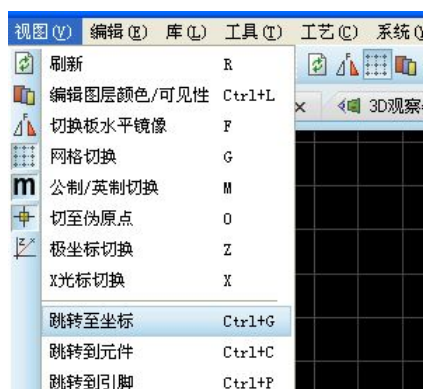 视图(V) 编辑(E) 库(L) 工具(T) 工艺(C) 系统(
刷新 R
编辑图层颜色/可见性 Ctrl+L
3D观察
切换板水平镜像 F
网格切换 G
m 公制/英制切换 M
切至伪原点 O
极坐标切换 Z
X光标切换 X
跳转至坐标 Ctrl+G
跳转到元件 Ctrl+C
跳转到引脚 Ctrl+P